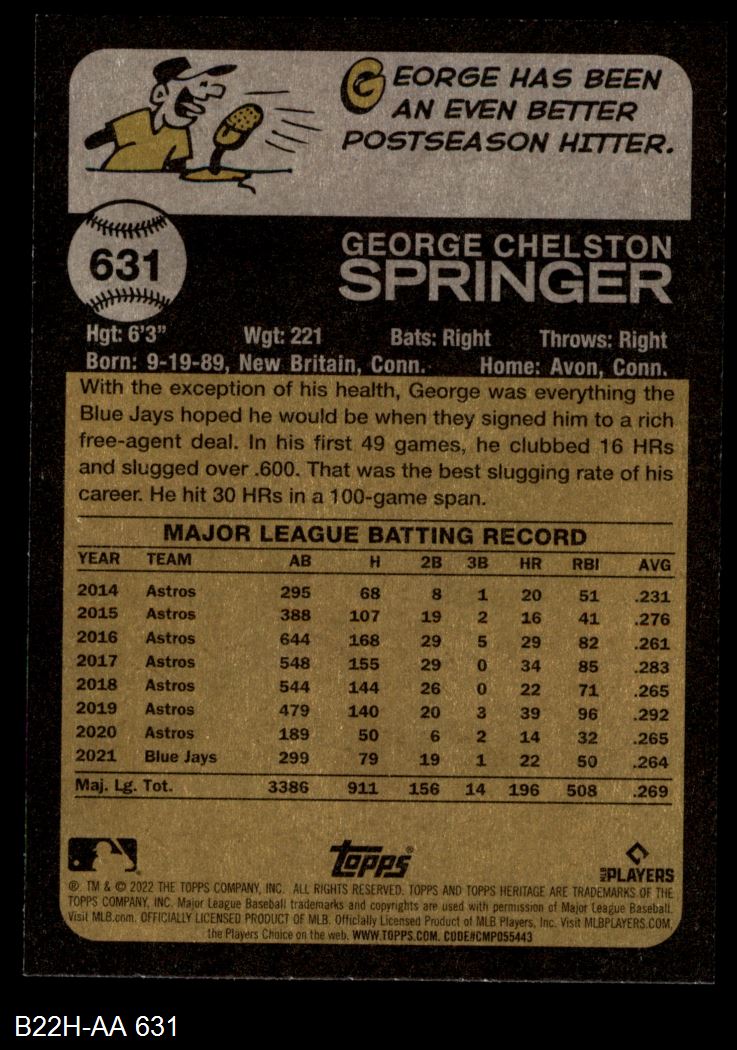 GEORGE HAS BEEN
AN EVEN BETTER
POSTSEASON HITTER.
631
GEORGE CHELSTON
SPRINGER
Hgt: 6'3" Wgt: 221 Bats: Right Throws: Right
Born: 9-19-89, New Britain, Conn. Home: Avon, Conn.
With the exception of his health, George was everything the
Blue Jays hoped he would be when they signed him to a rich
free-agent deal. In his first 49 games, he clubbed 16 HRs
and slugged over .600. That was the best slugging rate of his
career. He hit 30 HRs in a 100-game span.
MAJOR LEAGUE BATTING RECORD
YEAR TEAM AB H 2B 3B HR RBI AVG
2014 Astros 295 68 8 1 20 51 .231
2015 Astros 388 107 19 2 16 41 .276
2016 Astros 644 168 29 5 29 82 .261
2017 Astros 548 155 29 0 34 85 .283
2018 Astros 544 144 26 0 22 71 .265
2019 Astros 479 140 20 3 39 96 .292
2020 Astros 189 50 6 2 14 32 .265
2021 Blue Jays 299 79 19 1 22 50 .264
Maj. Lg. Tot. 3386 911 156 14 196 508 .269
Topps®
MLB PLAYERS
®, TM & © 2022 THE TOPPS COMPANY, INC. ALL RIGHTS RESERVED. TOPPS AND TOPPS HERITAGE ARE TRADEMARKS OF THE
TOPPS COMPANY, INC. Major League Baseball trademarks and copyrights are used with permission of Major League Baseball.
Visit MLB.com. OFFICIALLY LICENSED PRODUCT OF MLB. Officially Licensed Product of MLB Players, Inc. Visit MLBPLAYERS.COM,
the Players Choice on the web. WWW.TOPPS.COM. CODE#CMP055443
B22H-AA 631